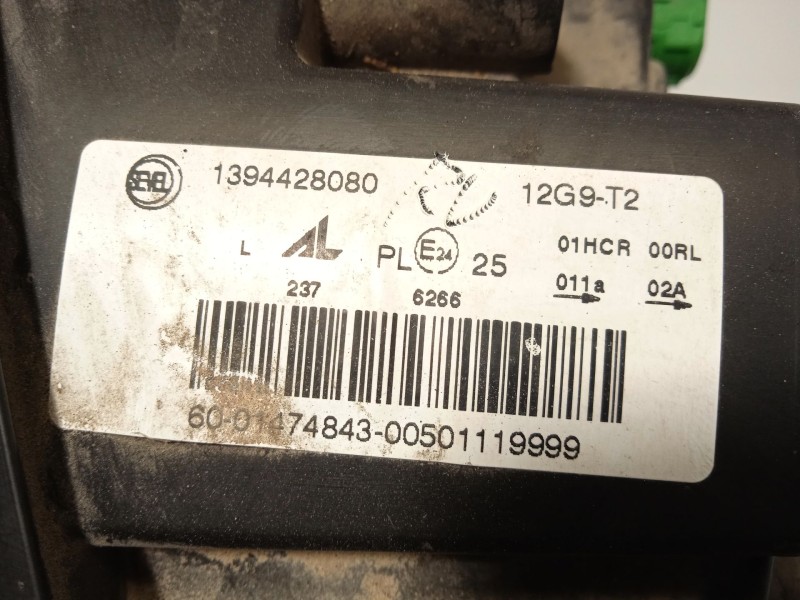 SEVEL 1394428080 12G9-T2
L AL PL E24 25 01HCR 00RL
237 6266 011a 02A
60-01474843-00501119999